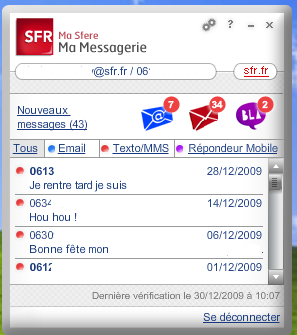 ?
SFR
Ma Sfere
Ma Messagerie
@sfr.fr / 06
sfr.fr
Nouveaux
messages (43)
7
34
2
BLA
Tous Email Texto/MMS Répondeur Mobile
0613 28/12/2009
Je rentre tard je suis
0634 14/12/2009
Hou hou !
0630 06/12/2009
Bonne fête mon
0612 01/12/2009
Dernière vérification le 30/12/2009 à 10:07
Se déconnecter